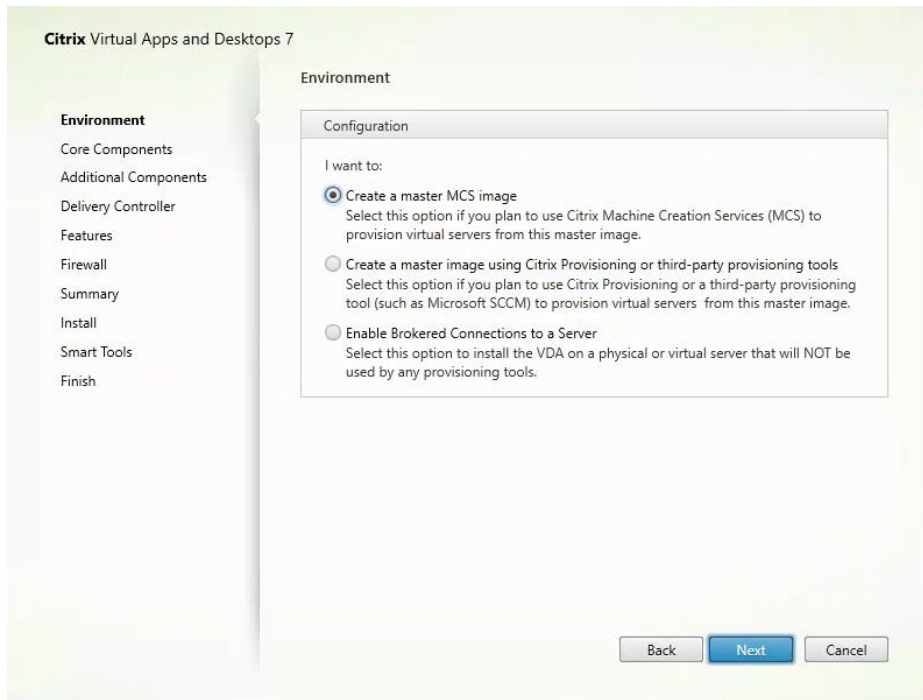 Citrix Virtual Apps and Desktops 7
Environment
Environment
Core Components
Additional Components
Delivery Controller
Features
Firewall
Summary
Install
Smart Tools
Finish
Configuration
I want to:
Create a master MCS image
Select this option if you plan to use Citrix Machine Creation Services (MCS) to
provision virtual servers from this master image.
Create a master image using Citrix Provisioning or third-party provisioning tools
Select this option if you plan to use Citrix Provisioning or a third-party provisioning
tool (such as Microsoft SCCM) to provision virtual servers from this master image.
Enable Brokered Connections to a Server
Select this option to install the VDA on a physical or virtual server that will NOT be
used by any provisioning tools.
Back
Next
Cancel